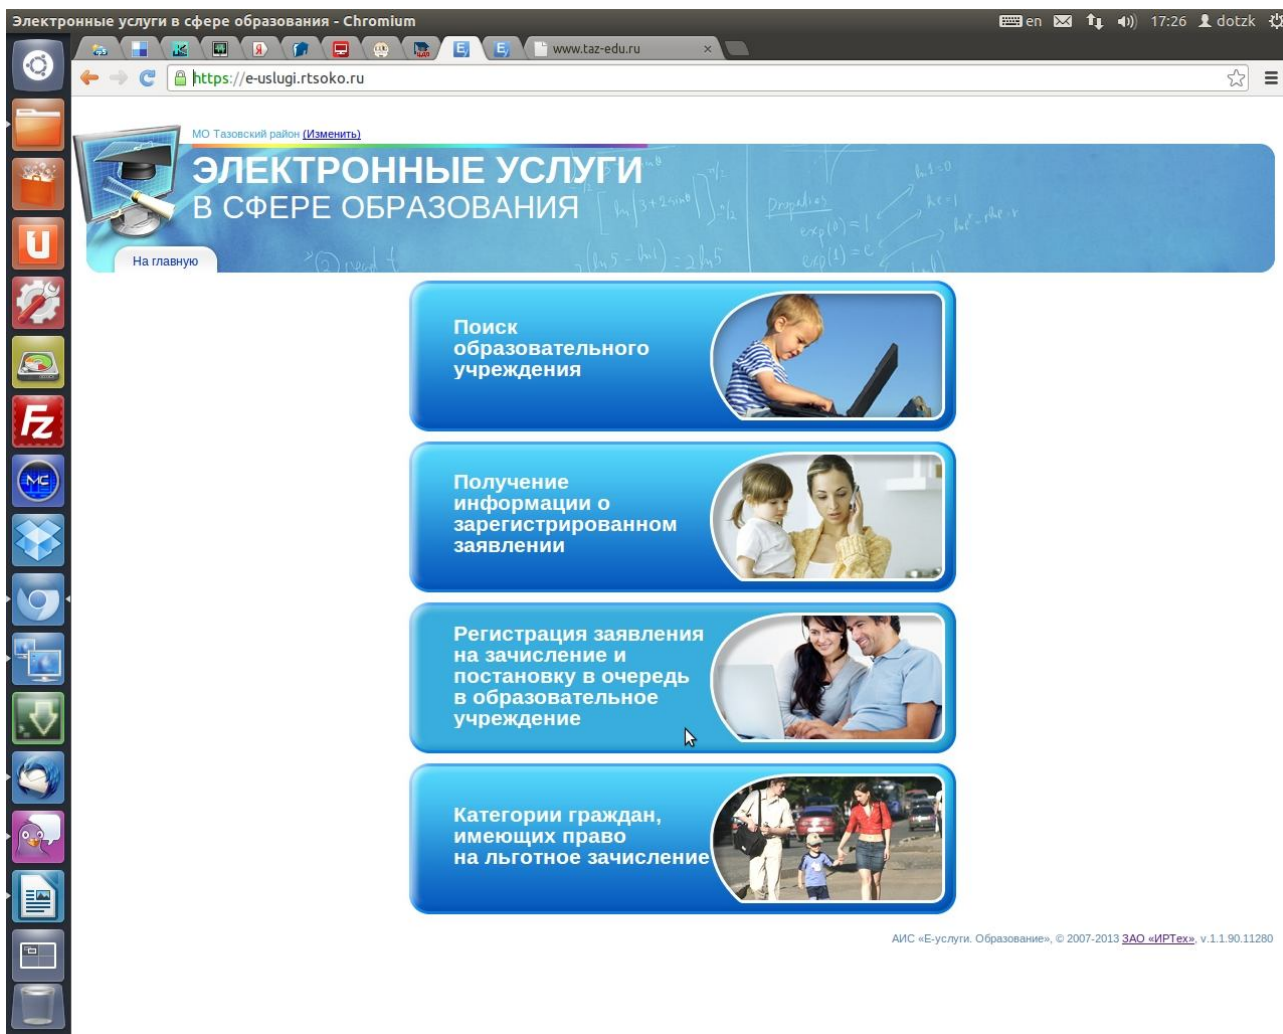 Электронные услуги в сфере образования - Chromium
en
17:26
dotzk
www.taz-edu.ru
https://e-uslugi.rtsoko.ru
МО Тазовский район (Изменить)
ЭЛЕКТРОННЫЕ УСЛУГИ
В СФЕРЕ ОБРАЗОВАНИЯ
На главную
Поиск
образовательного
учреждения
Получение
информации о
зарегистрированном
заявлении
Регистрация заявления
на зачисление и
постановку в очередь
в образовательное
учреждение
Категории граждан,
имеющих право
на льготное зачисление
АИС «Е-услуги. Образование», © 2007-2013 ЗАО «ИРТех», v.1.1.90.11280